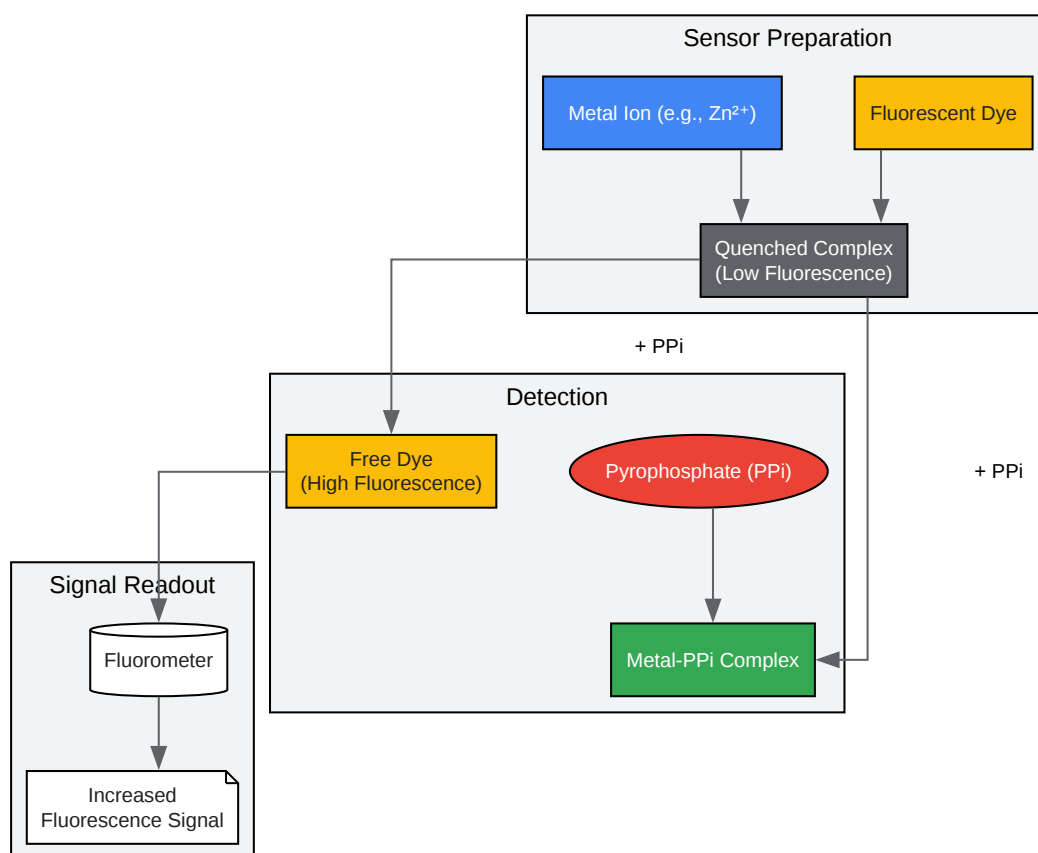 Sensor Preparation
Metal Ion (e.g., Zn²⁺)
Fluorescent Dye
Quenched Complex
(Low Fluorescence)
+ PPi
Detection
Free Dye
(High Fluorescence)
Pyrophosphate (PPi)
+ PPi
Signal Readout
Fluorometer
Metal-PPi Complex
Increased
Fluorescence Signal